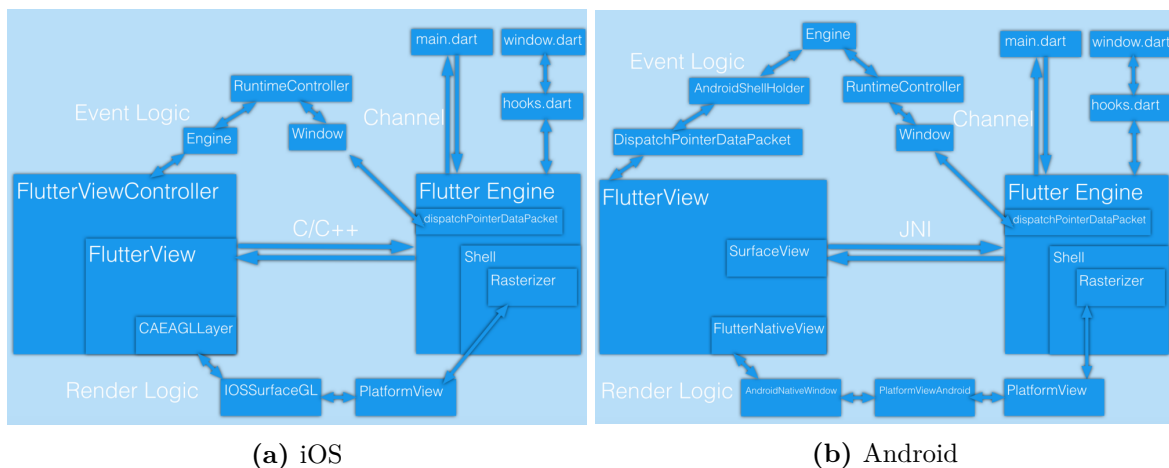 main.dart
window.dart
Event Logic
RuntimeController
Channel
hooks.dart
Engine
Window
FlutterViewController
Flutter Engine
dispatchPointerDataPacket
C/C++
FlutterView
Shell
Rasterizer
CAEAGLLayer
Render Logic
IOSSurfaceGL
PlatformView
(a) iOS
Engine
main.dart
window.dart
Event Logic
AndroidShellHolder
RuntimeController
Channel
hooks.dart
DispatchPointerDataPacket
Window
FlutterView
Flutter Engine
dispatchPointerDataPacket
JNI
SurfaceView
Shell
Rasterizer
FlutterNativeView
Render Logic
AndroidNativeWindow
PlatformViewAndroid
PlatformView
(b) Android